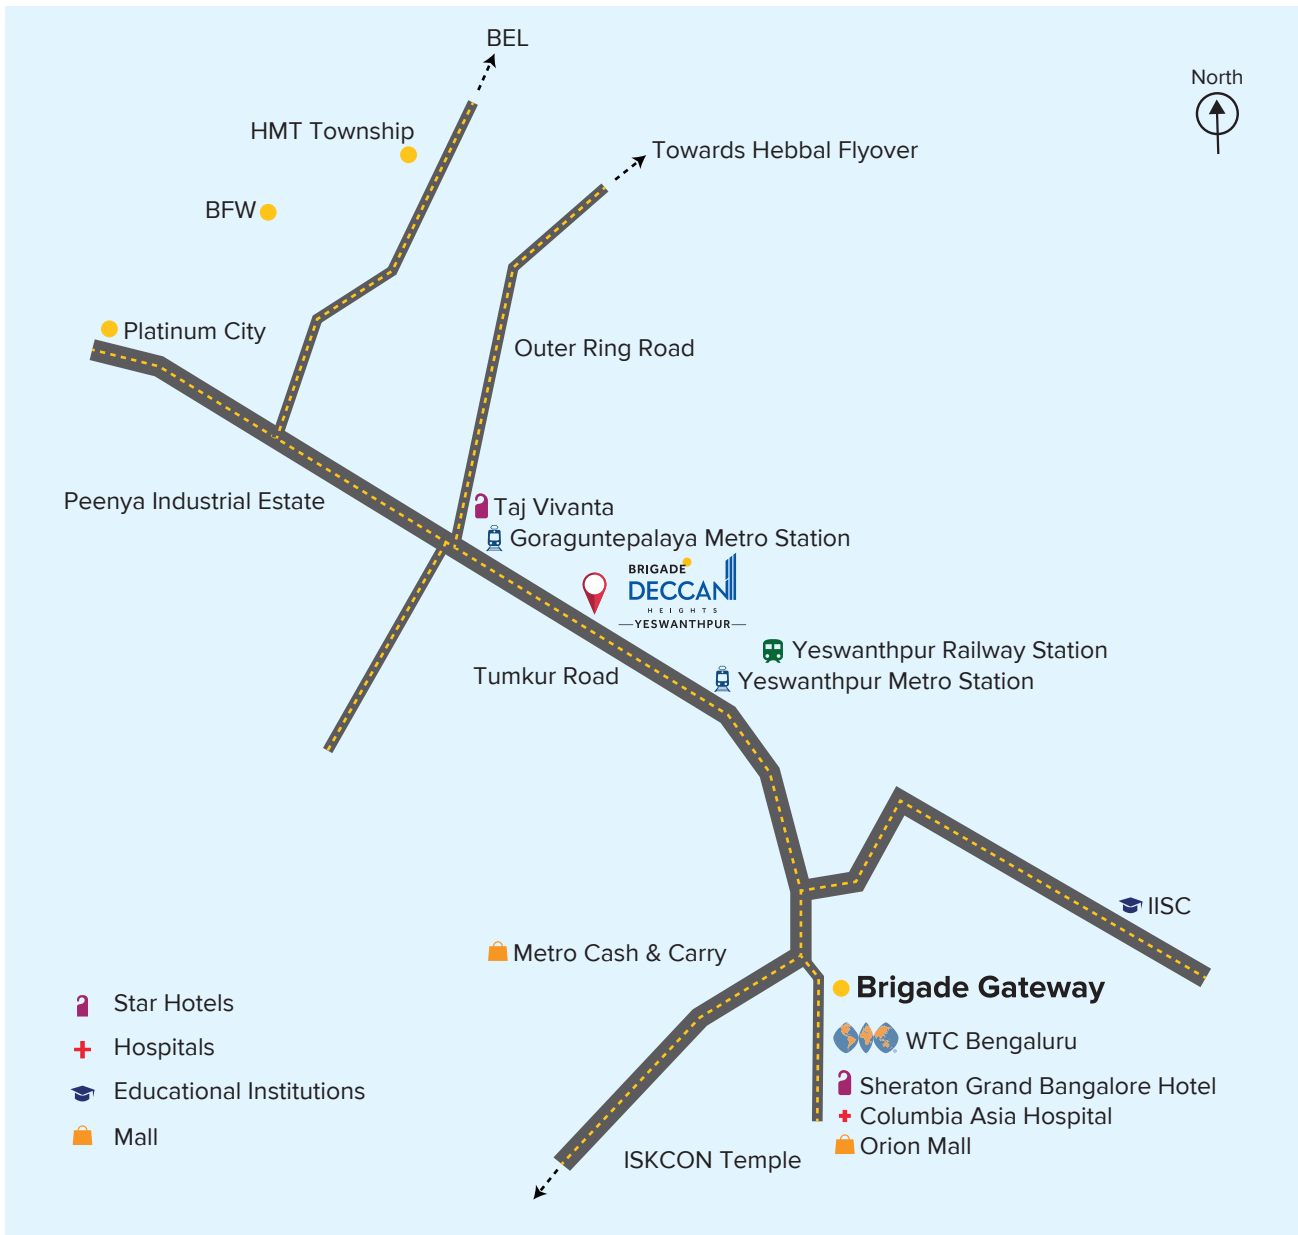 BEL
North
HMT Township
Towards Hebbal Flyover
BFW
Platinum City
Outer Ring Road
Peenya Industrial Estate
Taj Vivanta
Goraguntepalaya Metro Station
BRIGADE
DECCAN
HEIGHTS
YESWANTHPUR
Yeswanthpur Railway Station
Tumkur Road
Yeswanthpur Metro Station
IISC
Metro Cash & Carry
Brigade Gateway
Star Hotels
WTC Bengaluru
Hospitals
Sheraton Grand Bangalore Hotel
Educational Institutions
Columbia Asia Hospital
Mall
Orion Mall
ISKCON Temple